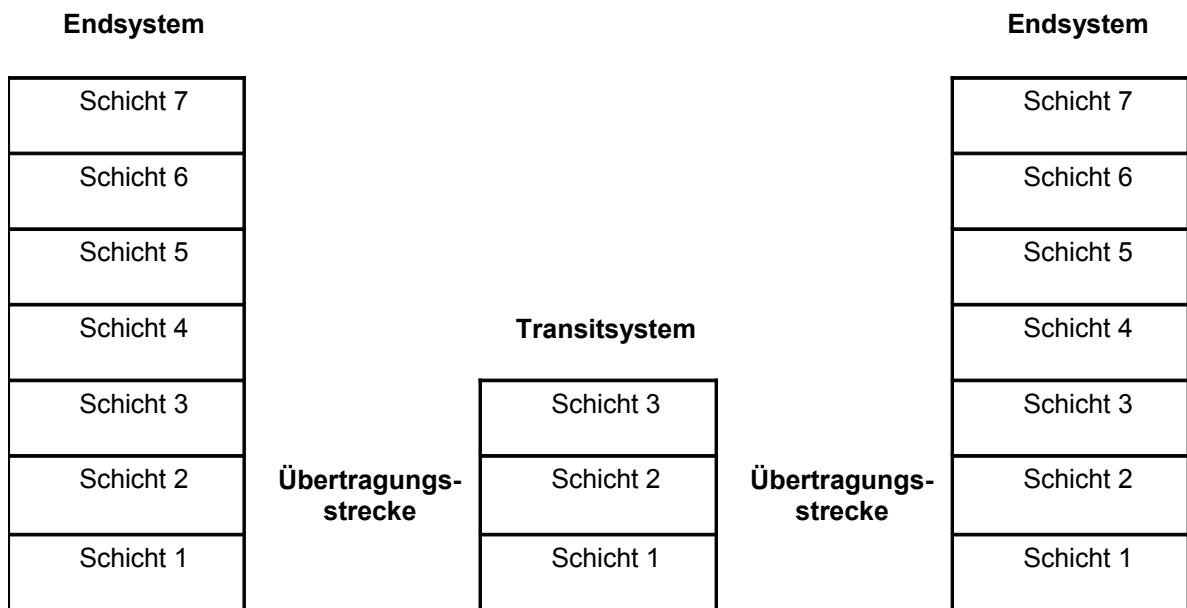 Endsystem
Endsystem
Schicht 7
Schicht 7
Schicht 6
Schicht 6
Schicht 5
Schicht 5
Schicht 4
Transitsystem
Schicht 4
Schicht 3
Schicht 3
Schicht 3
Schicht 2
Übertragungs-
strecke
Schicht 2
Übertragungs-
strecke
Schicht 2
Schicht 1
Schicht 1
Schicht 1